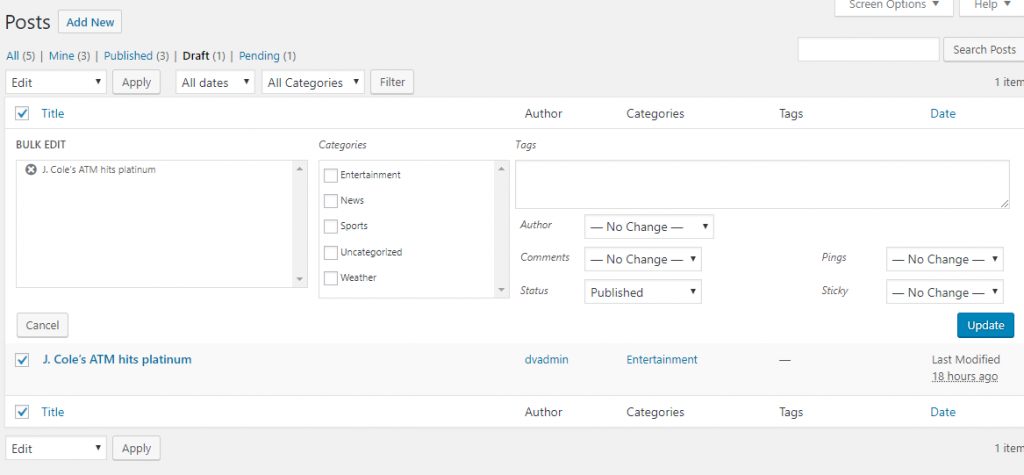 Screen Options ▼ Help ▼
Posts Add New
All (5) | Mine (3) | Published (3) | Draft (1) | Pending (1)
Search Posts
Edit Apply All dates All Categories Filter 1 item
Title Author Categories Tags Date
BULK EDIT Categories Tags
J. Cole's ATM hits platinum
Entertainment
News
Sports
Uncategorized
Weather
Author — No Change —
Comments — No Change — Pings — No Change —
Status Published Sticky — No Change —
Cancel Update
J. Cole's ATM hits platinum dvadmin Entertainment — Last Modified
18 hours ago
Title Author Categories Tags Date
Edit Apply 1 item